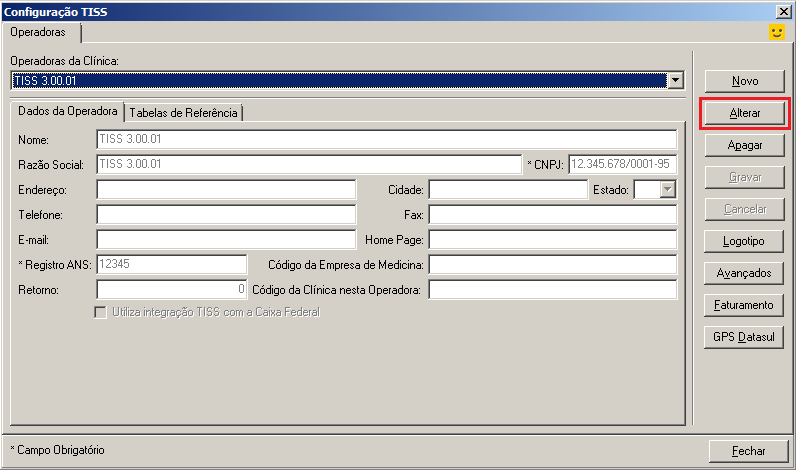 Configuração TISS
Operadoras
Operadoras da Clínica:
TISS 3.00.01
Novo
Dados da Operadora Tabelas de Referência
Alterar
Nome: TISS 3.00.01
Apagar
Razão Social: TISS 3.00.01 * CNPJ: 12.345.678/0001-95
Gravar
Endereço: Cidade: Estado:
Cancelar
Telefone: Fax:
E-mail: Home Page:
Logotipo
* Registro ANS: 12345 Código da Empresa de Medicina:
Avançados
Retorno: 0 Código da Clínica nesta Operadora:
Faturamento
Utiliza integração TISS com a Caixa Federal
GPS Datasul
* Campo Obrigatório
Fechar